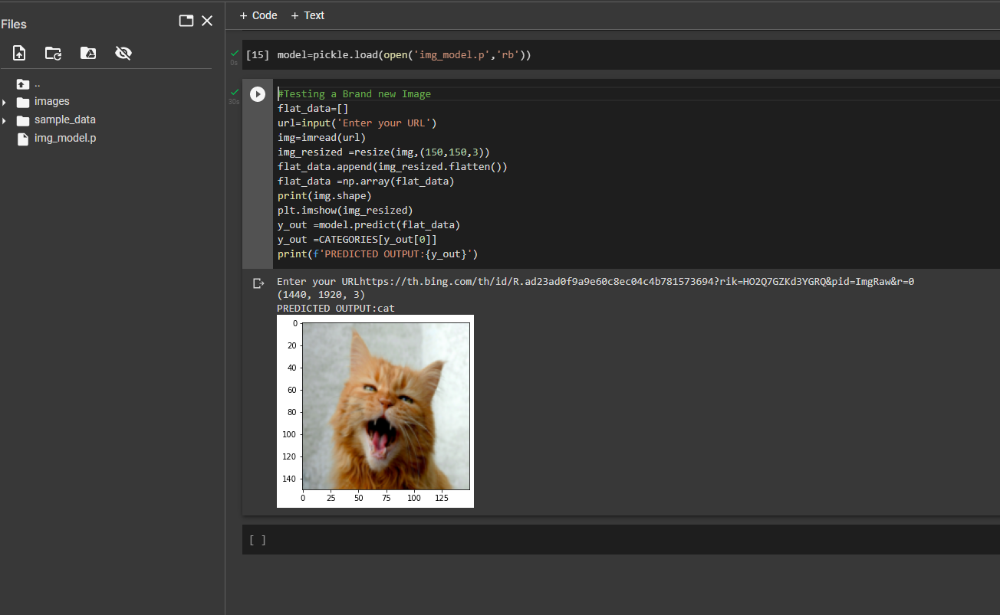 Files
..
images
sample_data
img_model.p
+ Code + Text
0s
[15] model=pickle.load(open('img_model.p','rb'))
30s
#Testing a Brand new Image
flat_data=[]
url=input('Enter your URL')
img=imread(url)
img_resized =resize(img,(150,150,3))
flat_data.append(img_resized.flatten())
flat_data =np.array(flat_data)
print(img.shape)
plt.imshow(img_resized)
y_out =model.predict(flat_data)
y_out =CATEGORIES[y_out[0]]
print(f'PREDICTED OUTPUT:{y_out}')
Enter your URLhttps://th.bing.com/th/id/R.ad23ad0f9a9e60c8ec04c4b781573694?rik=HO2Q7GZKd3YGRQ&pid=ImgRaw&r=0
(1440, 1920, 3)
PREDICTED OUTPUT:cat
0
20
40
60
80
100
120
140
0 25 50 75 100 125
[ ]